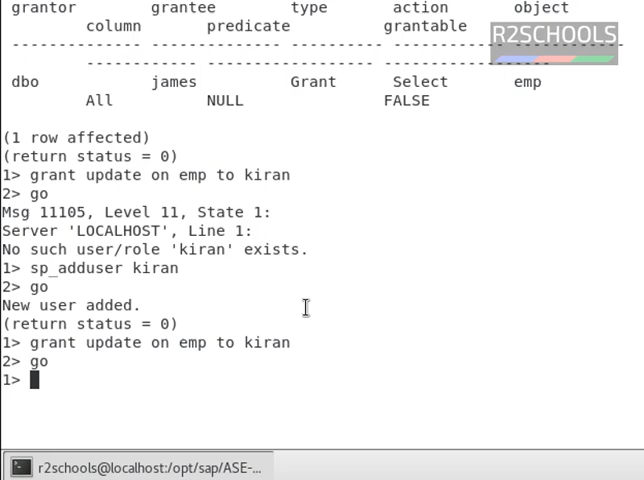 grantor grantee type action object
column predicate grantable
R2SCHOOLS
---------------- ---------------- ---------- ---------------- ----------------
------------ ---------------- ---------- ----------------
dbo james Grant Select emp
All NULL FALSE
(1 row affected)
(return status = 0)
1> grant update on emp to kiran
2> go
Msg 11105, Level 11, State 1:
Server 'LOCALHOST', Line 1:
No such user/role 'kiran' exists.
1> sp_adduser kiran
2> go
New user added.
(return status = 0)
1> grant update on emp to kiran
2> go
1>
r2schools@localhost:/opt/sap/ASE-...